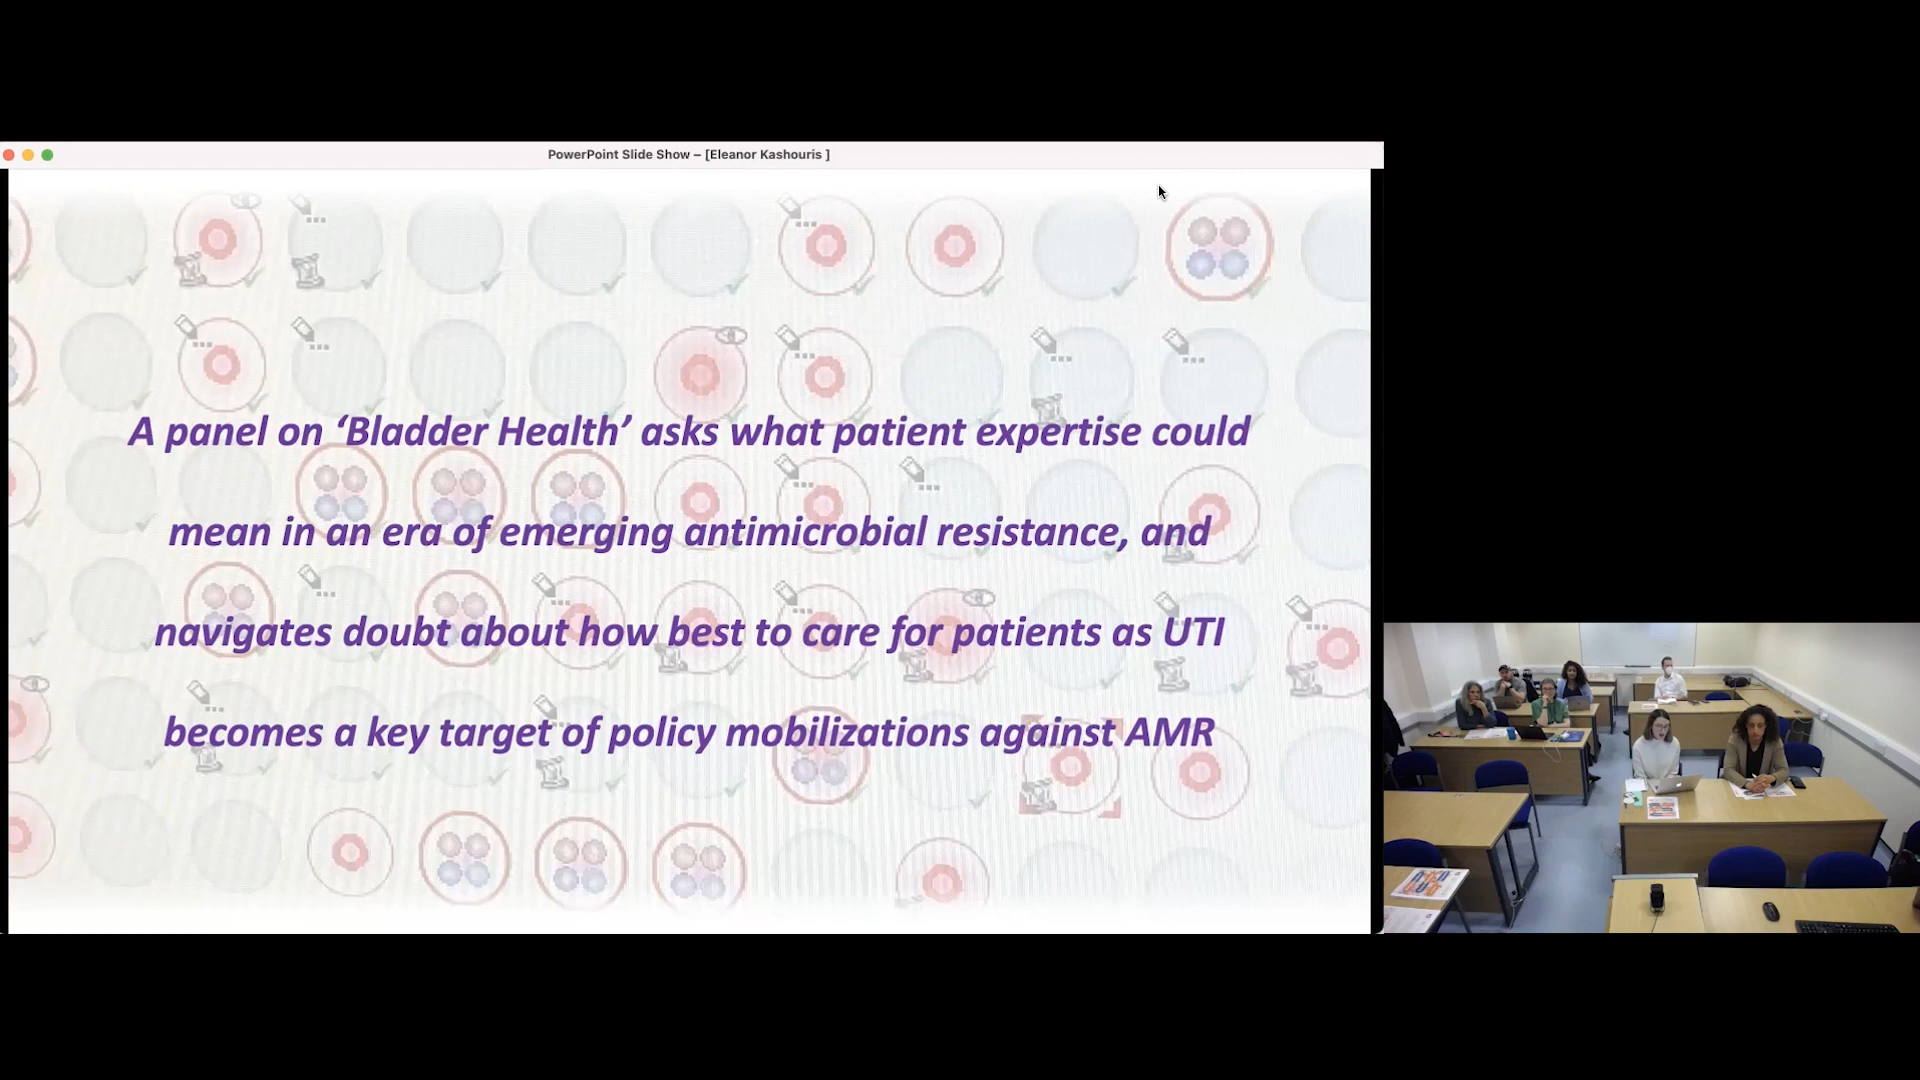 PowerPoint Slide Show – [Eleanor Kashouris ]
A panel on ‘Bladder Health’ asks what patient expertise could
mean in an era of emerging antimicrobial resistance, and
navigates doubt about how best to care for patients as UTI
becomes a key target of policy mobilizations against AMR